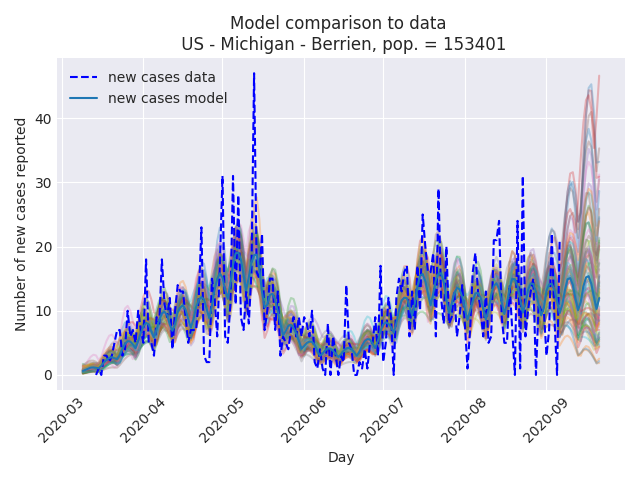 Model comparison to data
US - Michigan - Berrien, pop. = 153401
new cases data
new cases model
Number of new cases reported
40
30
20
10
0
2020-03
2020-04
2020-05
2020-06
2020-07
2020-08
2020-09
Day